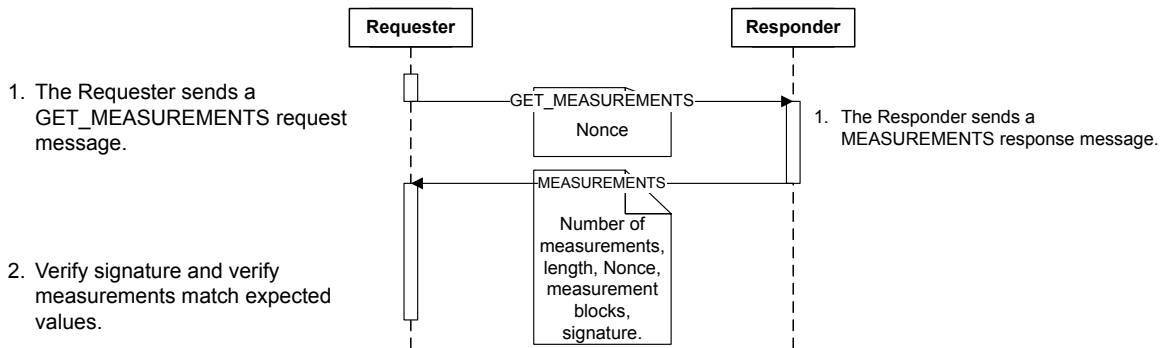 Requester
Responder
1. The Requester sends a
GET_MEASUREMENTS request
message.
GET_MEASUREMENTS
Nonce
1. The Responder sends a
MEASUREMENTS response message.
MEASUREMENTS
Number of
measurements,
length, Nonce,
measurement
blocks,
signature.
2. Verify signature and verify
measurements match expected
values.